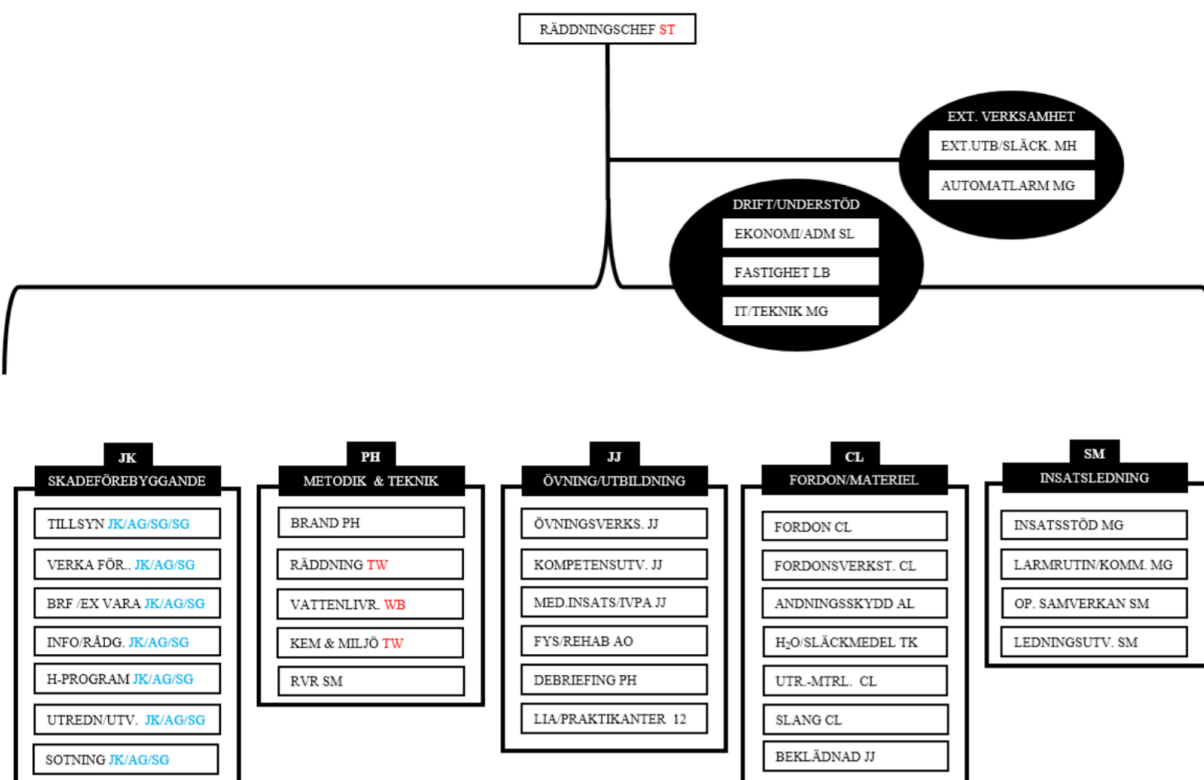 RÄDDNINGSCHEF ST
EXT. VERKSAMHET
EXT.UTB/SLÄCK. MH
AUTOMATLARM MG
DRIFT/UNDERSTÖD
EKONOMI/ADM SL
FASTIGHET LB
IT/TEKNIK MG
JK
SKADEFÖREBYGGANDE
TILLSYN JK/AG/SG/SG
VERKA FÖR.. JK/AG/SG
BRF /EX VARA JK/AG/SG
INFO/RÅDG. JK/AG/SG
H-PROGRAM JK/AG/SG
UTREDN/UTV. JK/AG/SG
SOTNING JK/AG/SG
PH
METODIK & TEKNIK
BRAND PH
RÄDDNING TW
VATTENLIVR. WB
KEM & MILJÖ TW
RVR SM
JJ
ÖVNING/UTBILDNING
ÖVNINGSVERKS. JJ
KOMPETENSUTV. JJ
MED.INSATS/IVPA JJ
FYS/REHAB AO
DEBRIEFING PH
LIA/PRAKTIKANTER 12
CL
FORDON/MATERIEL
FORDON CL
FORDONSVERKST. CL
ANDNINGSSKYDD AL
H₂O/SLÄCKMEDEL TK
UTR.-MTRL. CL
SLANG CL
BEKLÄDNAD JJ
SM
INSATSLEDNING
INSATSSTÖD MG
LARMRUTIN/KOMM. MG
OP. SAMVERKAN SM
LEDNINGSUTV. SM